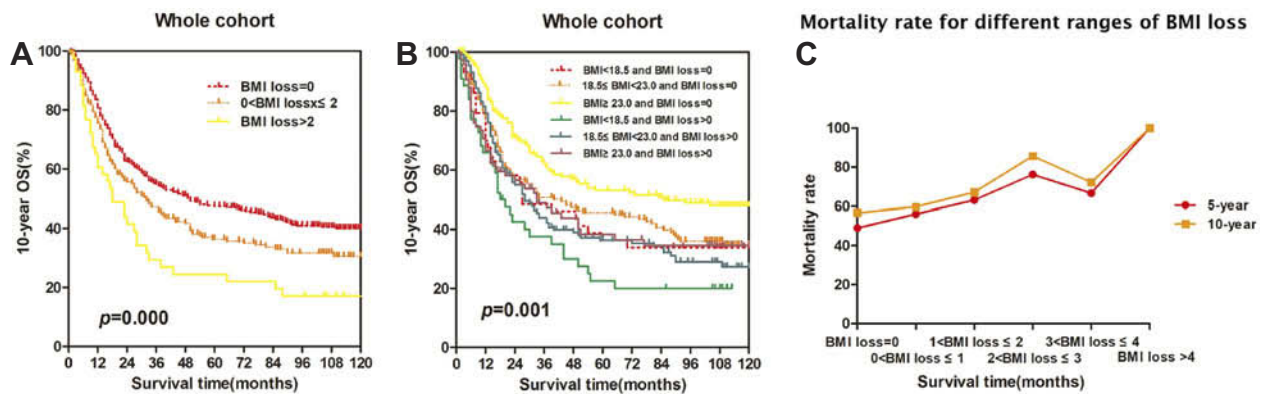 A
Whole cohort
BMI loss=0
0<BMI lossx≤ 2
BMI loss>2
10-year OS(%)
100
80
60
40
20
0
p=0.000
0 12 24 36 48 60 72 84 96 108 120
Survival time(months)
B
Whole cohort
BMI<18.5 and BMI loss=0
18.5≤ BMI<23.0 and BMI loss=0
BMI≥ 23.0 and BMI loss=0
BMI<18.5 and BMI loss>0
18.5≤ BMI<23.0 and BMI loss>0
BMI≥ 23.0 and BMI loss>0
10-year OS(%)
100
80
60
40
20
0
p=0.001
0 12 24 36 48 60 72 84 96 108 120
Survival time(months)
Mortality rate for different ranges of BMI loss
C
Mortality rate
100
80
60
40
20
0
5-year
10-year
BMI loss=0
0<BMI loss ≤ 1
1<BMI loss ≤ 2
2<BMI loss ≤ 3
3<BMI loss ≤ 4
BMI loss >4
Survival time(months)